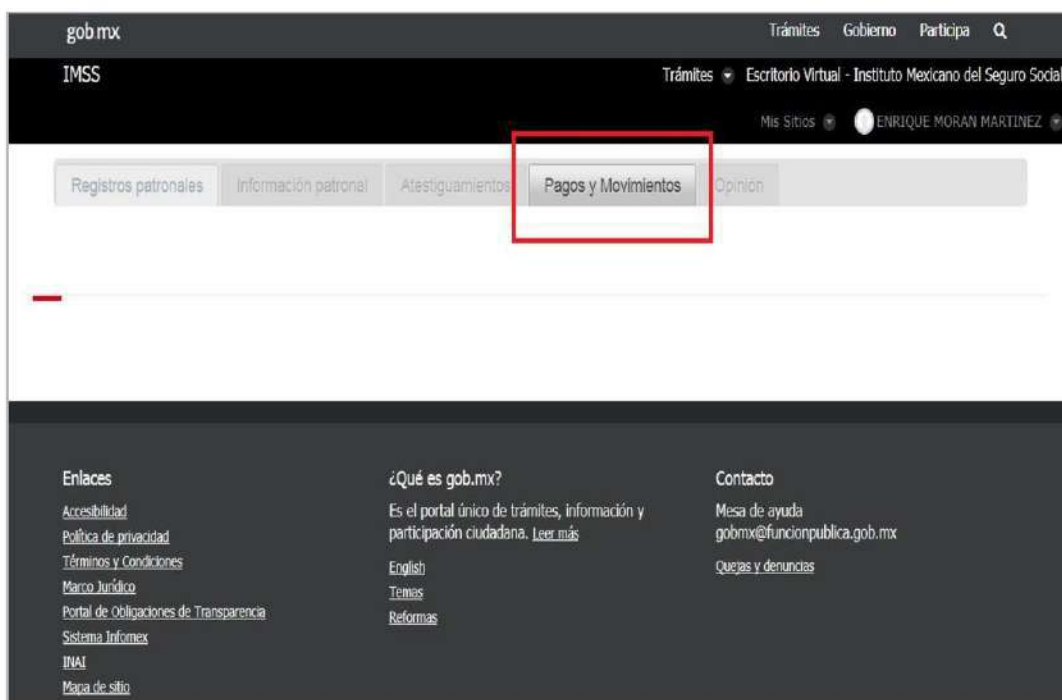 gob mx
Trámites Gobierno Participa
IMSS
Trámites Escritorio Virtual - Instituto Mexicano del Seguro Social
Mis Sitios ENRIQUE MORAN MARTINEZ
Registros patronales Información patronal Atestiguamientos Pagos y Movimientos Opinión
Enlaces
Accesibilidad
Política de privacidad
Términos y Condiciones
Marco Jurídico
Portal de Obligaciones de Transparencia
Sistema Infomex
INAI
Mapa de sitio
¿Qué es gob.mx?
Es el portal único de trámites, información y
participación ciudadana. Leer más
English
Temas
Reformas
Contacto
Mesa de ayuda
gobmx@funcionpublica.gob.mx
Quejas y denuncias